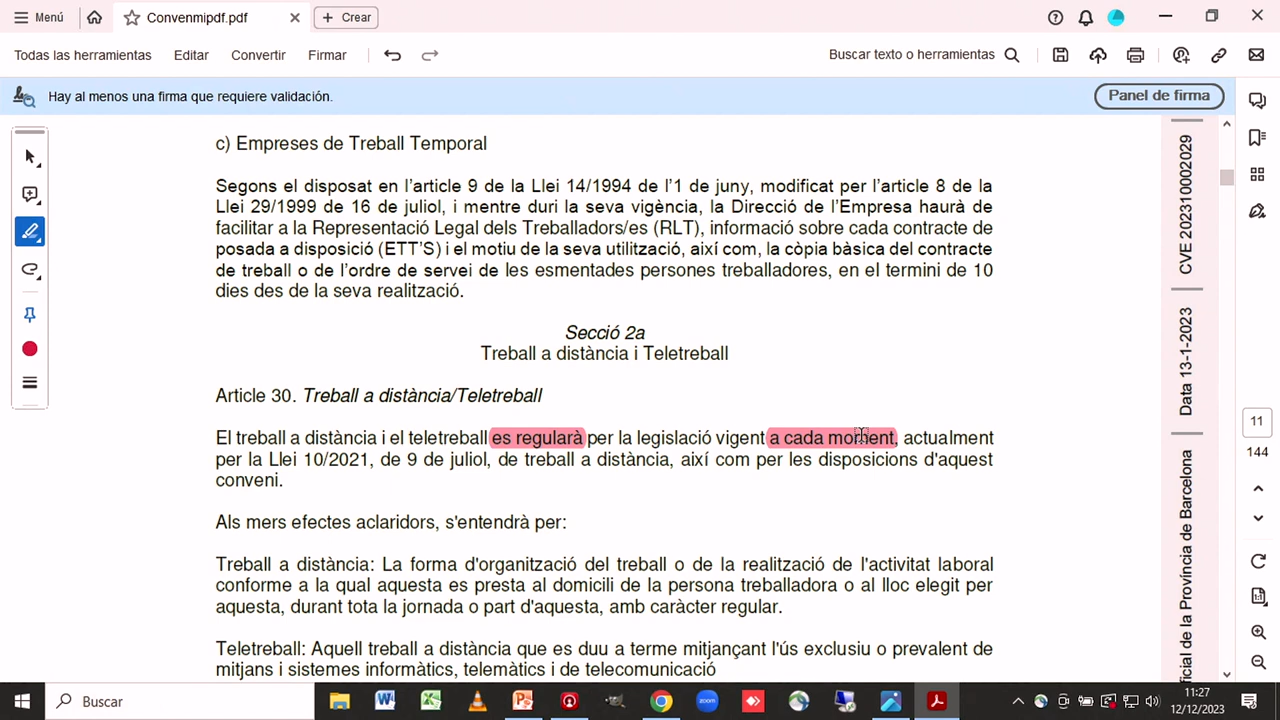 Menú
Convenmipdf.pdf
Crear
Todas las herramientas
Editar
Convertir
Firmar
Buscar texto o herramientas
Hay al menos una firma que requiere validación.
Panel de firma
c) Empreses de Treball Temporal
Segons el disposat en l’article 9 de la Llei 14/1994 de l’1 de juny, modificat per l’article 8 de la
Llei 29/1999 de 16 de juliol, i mentre duri la seva vigència, la Direcció de l’Empresa haurà de
facilitar a la Representació Legal dels Treballadors/es (RLT), informació sobre cada contracte de
posada a disposició (ETT’S) i el motiu de la seva utilització, així com, la còpia bàsica del contracte
de treball o de l’ordre de servei de les esmentades persones treballadores, en el termini de 10
dies des de la seva realització.
Secció 2a
Treball a distància i Teletreball
Article 30. Treball a distància/Teletreball
El treball a distància i el teletreball es regularà per la legislació vigent a cada moment, actualment
per la Llei 10/2021, de 9 de juliol, de treball a distància, així com per les disposicions d'aquest
conveni.
Als mers efectes aclaridors, s'entendrà per:
Treball a distància: La forma d'organització del treball o de la realització de l'activitat laboral
conforme a la qual aquesta es presta al domicili de la persona treballadora o al lloc elegit per
aquesta, durant tota la jornada o part d'aquesta, amb caràcter regular.
Teletreball: Aquell treball a distància que es duu a terme mitjançant l'ús exclusiu o prevalent de
mitjans i sistemes informàtics, telemàtics i de telecomunicació
CVE 202310002029
Data 13-1-2023
ficial de la Província de Barcelona
11
144
Buscar
zoom
11:27
12/12/2023